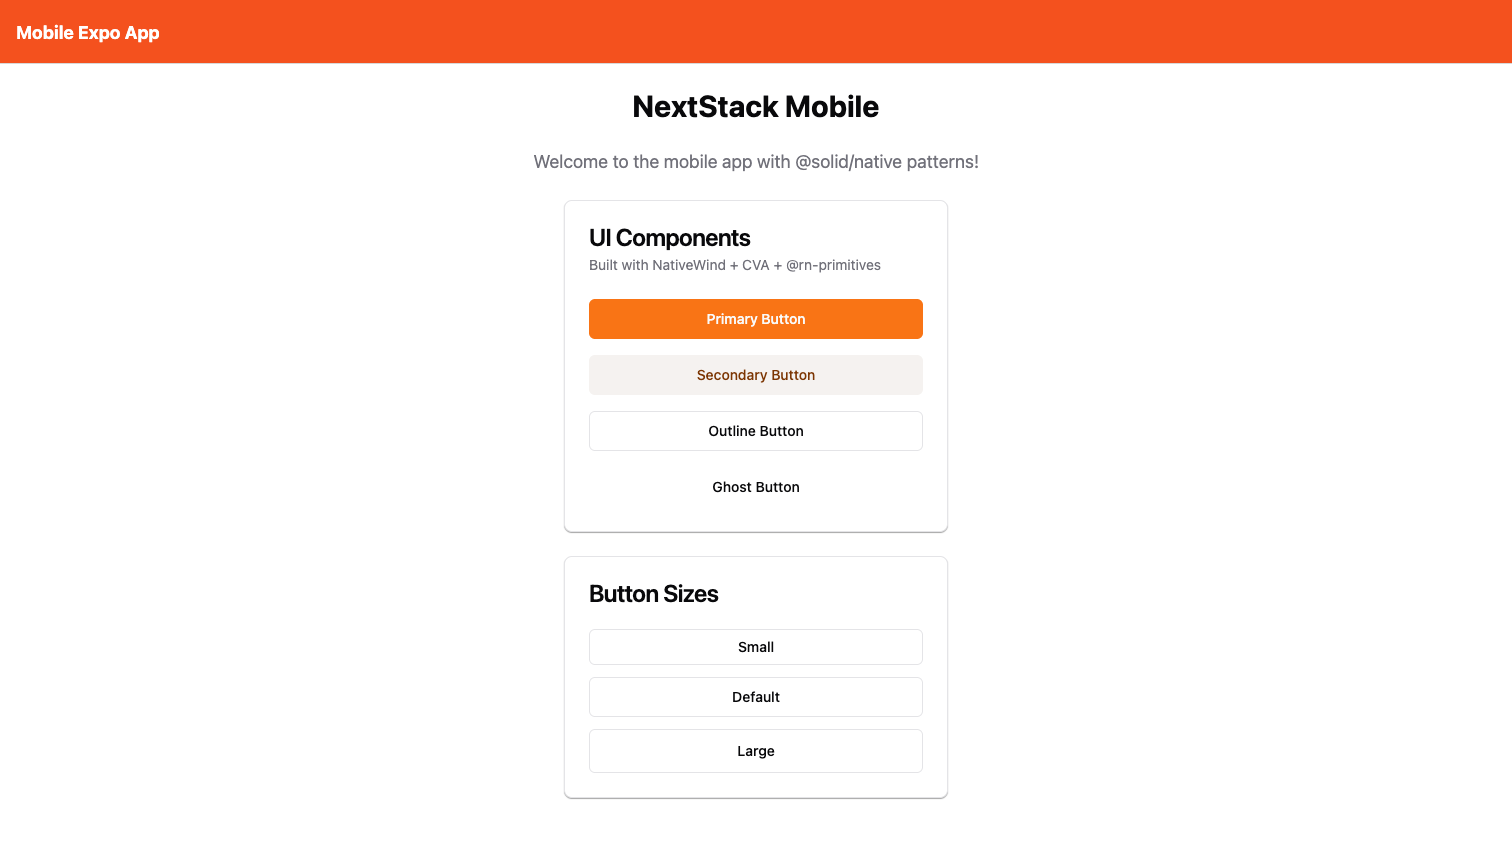 Mobile Expo App
NextStack Mobile
Welcome to the mobile app with @solid/native patterns!
UI Components
Built with NativeWind + CVA + @rn-primitives
Primary Button
Secondary Button
Outline Button
Ghost Button
Button Sizes
Small
Default
Large